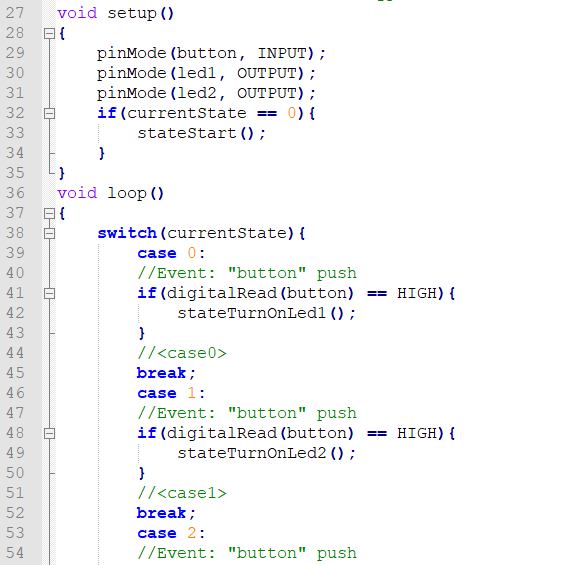 27 void setup()
28 {
29 pinMode(button, INPUT);
30 pinMode(led1, OUTPUT);
31 pinMode(led2, OUTPUT);
32 if(currentState == 0){
33 stateStart();
34 }
35 }
36 void loop()
37 {
38 switch(currentState){
39 case 0:
40 //Event: "button" push
41 if(digitalRead(button) == HIGH){
42 stateTurnOnLed1();
43 }
44 //<case0>
45 break;
46 case 1:
47 //Event: "button" push
48 if(digitalRead(button) == HIGH){
49 stateTurnOnLed2();
50 }
51 //<case1>
52 break;
53 case 2:
54 //Event: "button" push